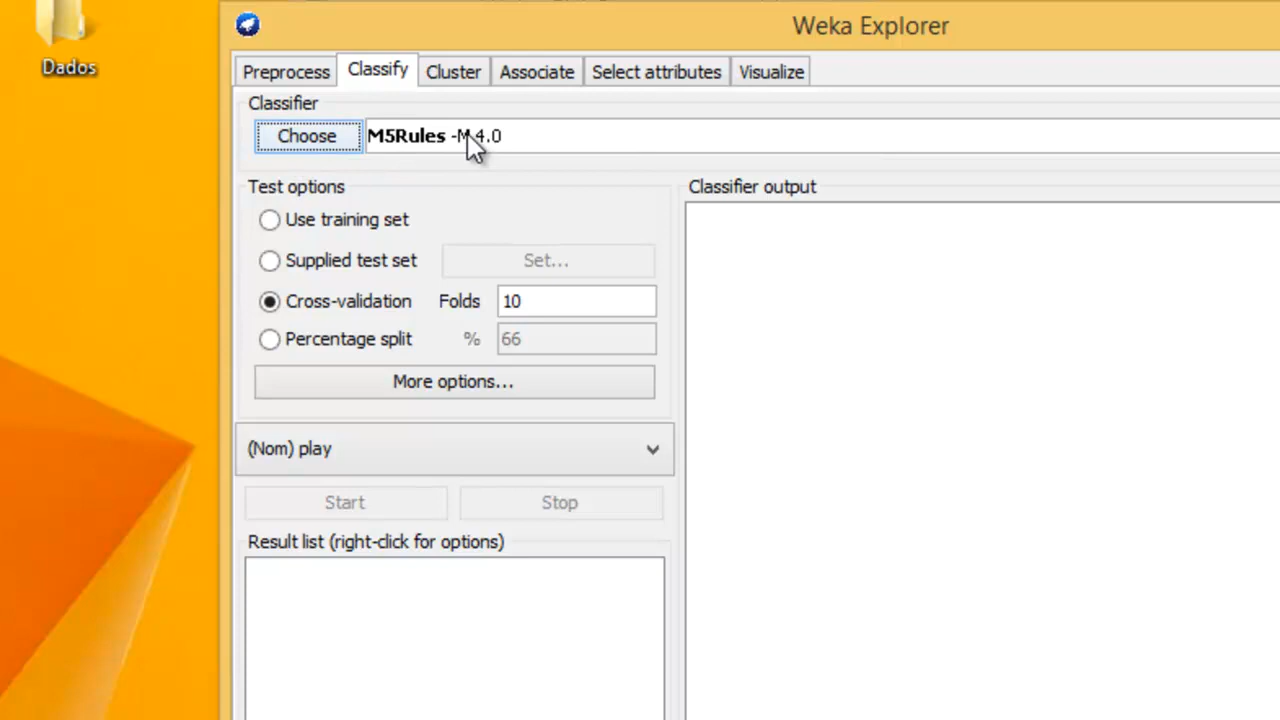 Dados
Weka Explorer
Preprocess Classify Cluster Associate Select attributes Visualize
Classifier
Choose M5Rules -M 4.0
Test options
Classifier output
Use training set
Supplied test set Set...
Cross-validation Folds 10
Percentage split % 66
More options...
(Nom) play
Start Stop
Result list (right-click for options)